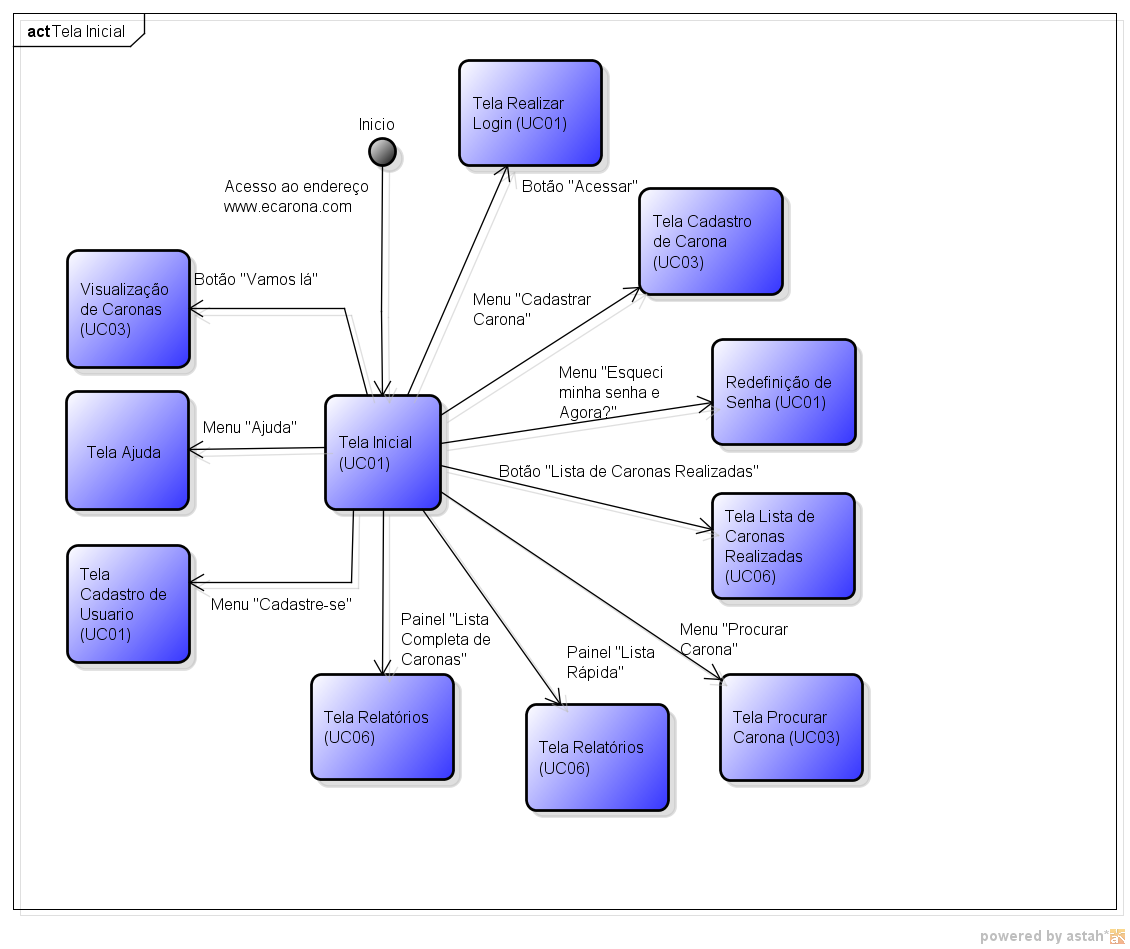 act Tela Inicial
Tela Realizar
Login (UC01)
Inicio
Acesso ao endereço
www.ecarona.com
Botão "Acessar"
Tela Cadastro
de Carona
(UC03)
Botão "Vamos lá"
Visualização
de Caronas
(UC03)
Menu "Cadastrar
Carona"
Menu "Esqueci
minha senha e
Agora?"
Redefinição de
Senha (UC01)
Menu "Ajuda"
Tela Ajuda
Tela Inicial
(UC01)
Botão "Lista de Caronas Realizadas"
Tela Lista de
Caronas
Realizadas
(UC06)
Tela
Cadastro de
Usuario
(UC01)
Menu "Cadastre-se"
Painel "Lista
Completa de
Caronas"
Painel "Lista
Rápida"
Menu "Procurar
Carona"
Tela Relatórios
(UC06)
Tela Relatórios
(UC06)
Tela Procurar
Carona (UC03)
powered by astah*